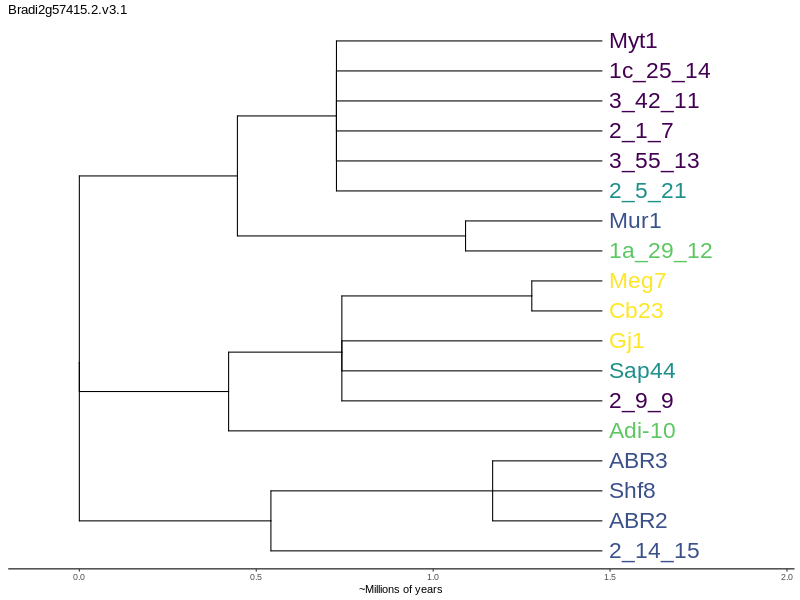 Bradi2g57415.2.v3.1
Myt1
1c_25_14
3_42_11
2_1_7
3_55_13
2_5_21
Mur1
1a_29_12
Meg7
Cb23
Gj1
Sap44
2_9_9
Adi-10
ABR3
Shf8
ABR2
2_14_15
0.0 0.5 1.0 1.5 2.0
~Millions of years